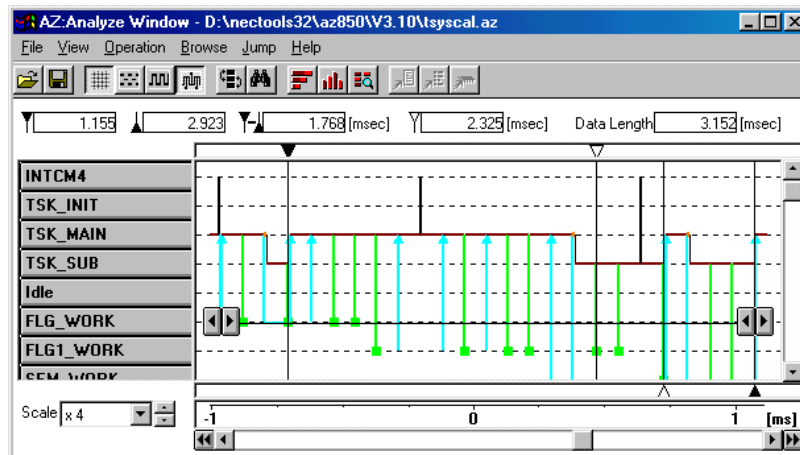 AZ:Analyze Window - D:\nectools32\az850\V3.10\tsyscal.az
File View Operation Browse Jump Help
1.155 2.923 1.768 [msec] 2.325 [msec] Data Length 3.152 [msec]
INTCM4
TSK_INIT
TSK_MAIN
TSK_SUB
Idle
FLG_WORK
FLG1_WORK
SEM_WORK
Scale x 4
-1 0 1 [ms]